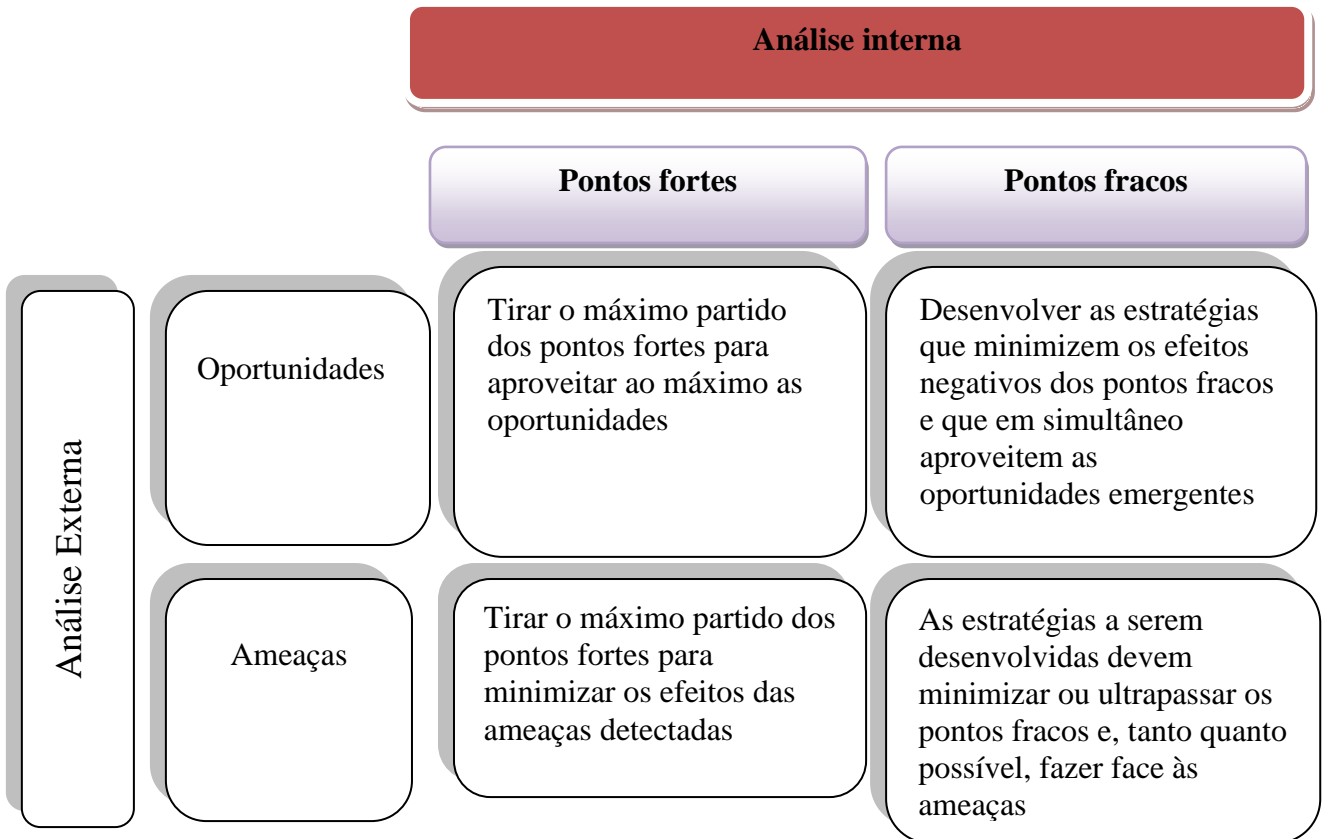 Análise interna
Pontos fortes
Pontos fracos
Análise Externa
Oportunidades
Tirar o máximo partido
dos pontos fortes para
aproveitar ao máximo as
oportunidades
Desenvolver as estratégias
que minimizem os efeitos
negativos dos pontos fracos
e que em simultâneo
aproveitem as
oportunidades emergentes
Ameaças
Tirar o máximo partido dos
pontos fortes para
minimizar os efeitos das
ameaças detectadas
As estratégias a serem
desenvolvidas devem
minimizar ou ultrapassar os
pontos fracos e, tanto quanto
possível, fazer face às
ameaças